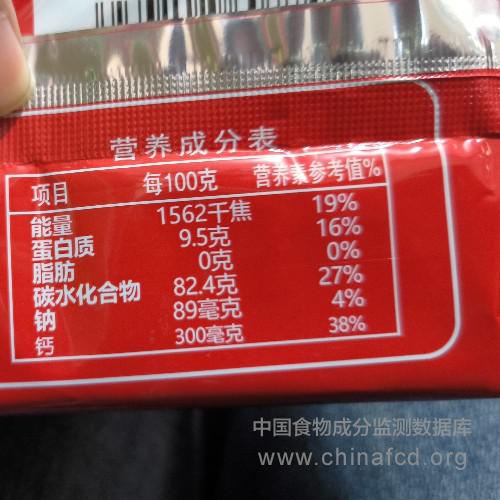 营养成分表
项目 每100克 营养素参考值%
能量 1562千焦 19%
蛋白质 9.5克 16%
脂肪 0克 0%
碳水化合物 82.4克 27%
钠 89毫克 4%
钙 300毫克 38%
中国食物成分监测数据库
www.chinafcd.org